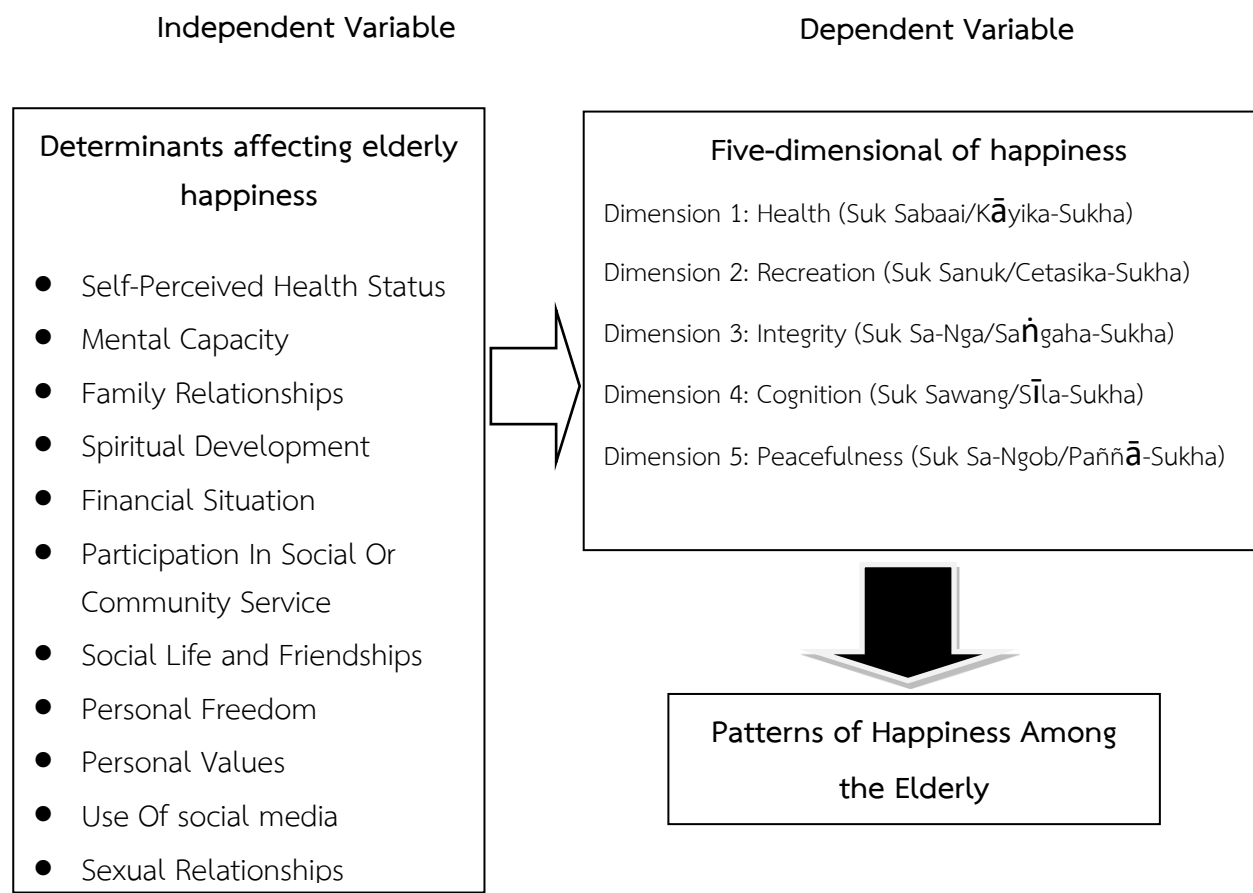 Independent Variable
Dependent Variable
Determinants affecting elderly
happiness
● Self-Perceived Health Status
● Mental Capacity
● Family Relationships
● Spiritual Development
● Financial Situation
● Participation In Social Or
Community Service
● Social Life and Friendships
● Personal Freedom
● Personal Values
● Use Of social media
● Sexual Relationships
Five-dimensional of happiness
Dimension 1: Health (Suk Sabaai/Kāyika-Sukha)
Dimension 2: Recreation (Suk Sanuk/Cetasika-Sukha)
Dimension 3: Integrity (Suk Sa-Nga/Saṅgaha-Sukha)
Dimension 4: Cognition (Suk Sawang/Sīla-Sukha)
Dimension 5: Peacefulness (Suk Sa-Ngob/Paññā-Sukha)
Patterns of Happiness Among
the Elderly